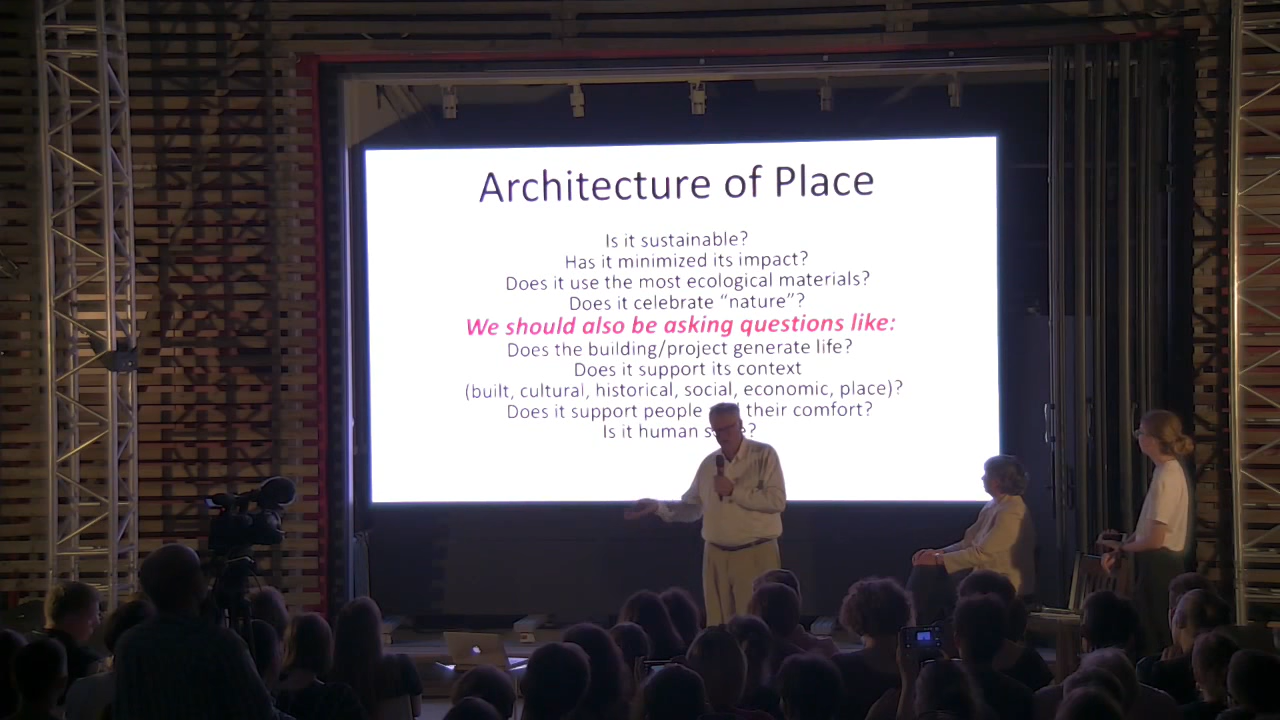 Architecture of Place
Is it sustainable?
Has it minimized its impact?
Does it use the most ecological materials?
Does it celebrate “nature”?
We should also be asking questions like:
Does the building/project generate life?
Does it support its context
(built, cultural, historical, social, economic, place)?
Does it support people their comfort?
Is it human ?